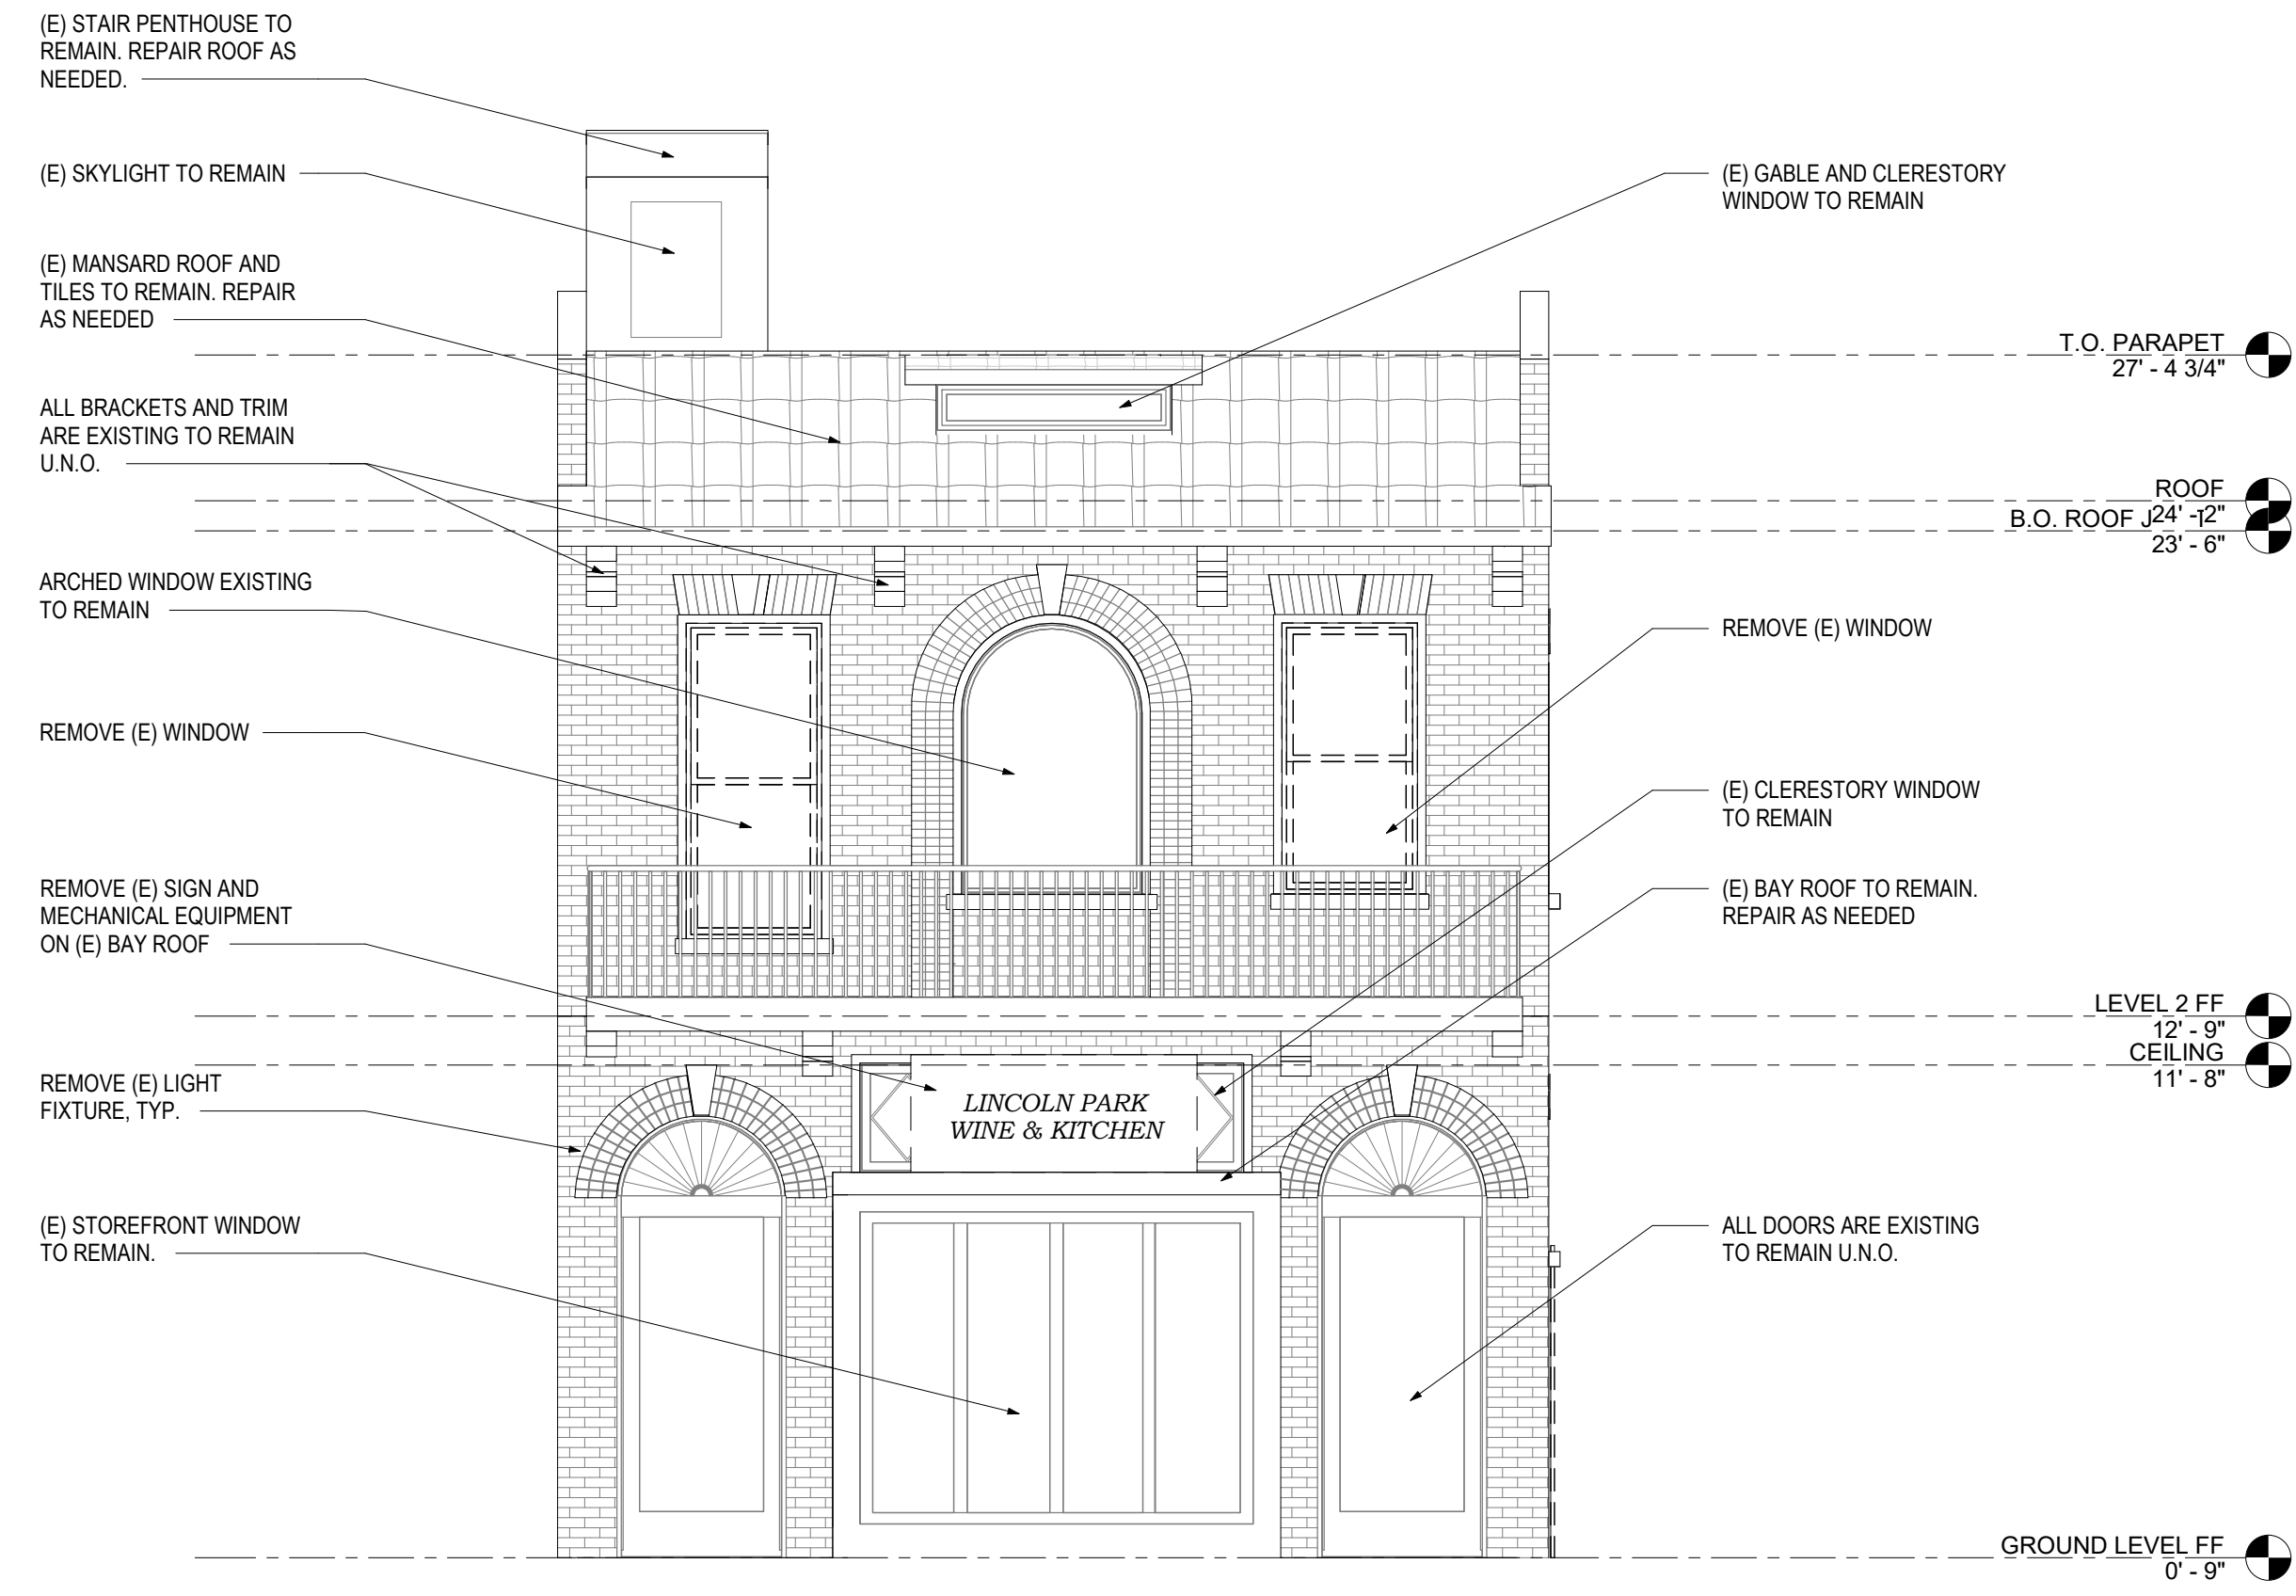 (E) STAIR PENTHOUSE TO
REMAIN. REPAIR ROOF AS
NEEDED.
(E) SKYLIGHT TO REMAIN
(E) MANSARD ROOF AND
TILES TO REMAIN. REPAIR
AS NEEDED
ALL BRACKETS AND TRIM
ARE EXISTING TO REMAIN
U.N.O.
ARCHED WINDOW EXISTING
TO REMAIN
REMOVE (E) WINDOW
REMOVE (E) SIGN AND
MECHANICAL EQUIPMENT
ON (E) BAY ROOF
REMOVE (E) LIGHT
FIXTURE, TYP.
(E) STOREFRONT WINDOW
TO REMAIN.
LINCOLN PARK
WINE & KITCHEN
(E) GABLE AND CLERESTORY
WINDOW TO REMAIN
REMOVE (E) WINDOW
(E) CLERESTORY WINDOW
TO REMAIN
(E) BAY ROOF TO REMAIN.
REPAIR AS NEEDED
ALL DOORS ARE EXISTING
TO REMAIN U.N.O.
T.O. PARAPET
27' - 4 3/4"
ROOF
24' - 2"
B.O. ROOF
23' - 6"
LEVEL 2 FF
12' - 9"
CEILING
11' - 8"
GROUND LEVEL FF
0' - 9"